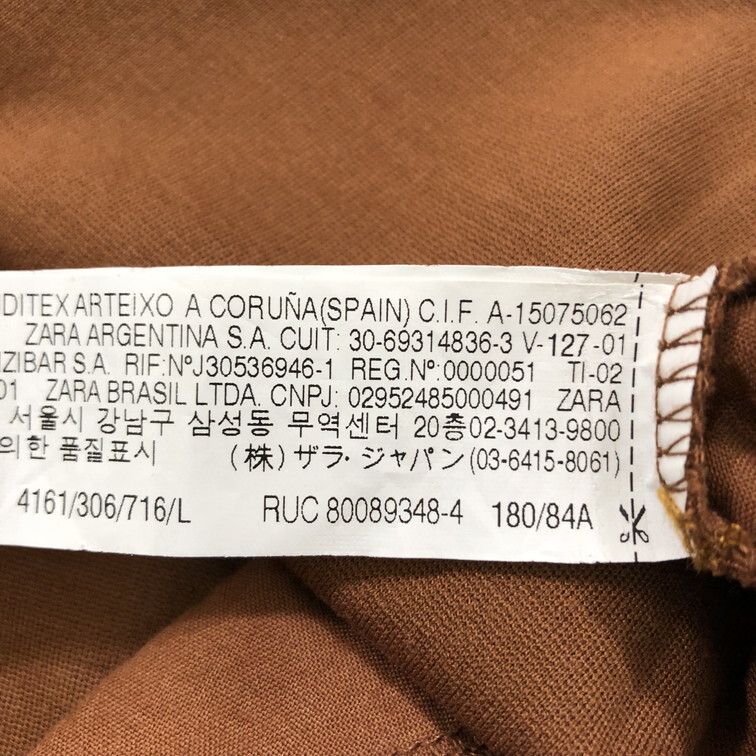 DITEX ARTEIXO A CORUÑA(SPAIN) C.I.F. A-15075062
ZARA ARGENTINA S.A. CUIT: 30-69314836-3 V-127-01
ZIBAR S.A. RIF:NºJ30536946-1 REG.Nº:0000051 TI-02
01 ZARA BRASIL LTDA. CNPJ: 02952485000491 ZARA
서울시 강남구 삼성동 무역센터 20층02-3413-9800
의한 품질표시 (株)ザラ・ジャパン(03-6415-8061)
4161/306/716/L RUC 80089348-4 180/84A